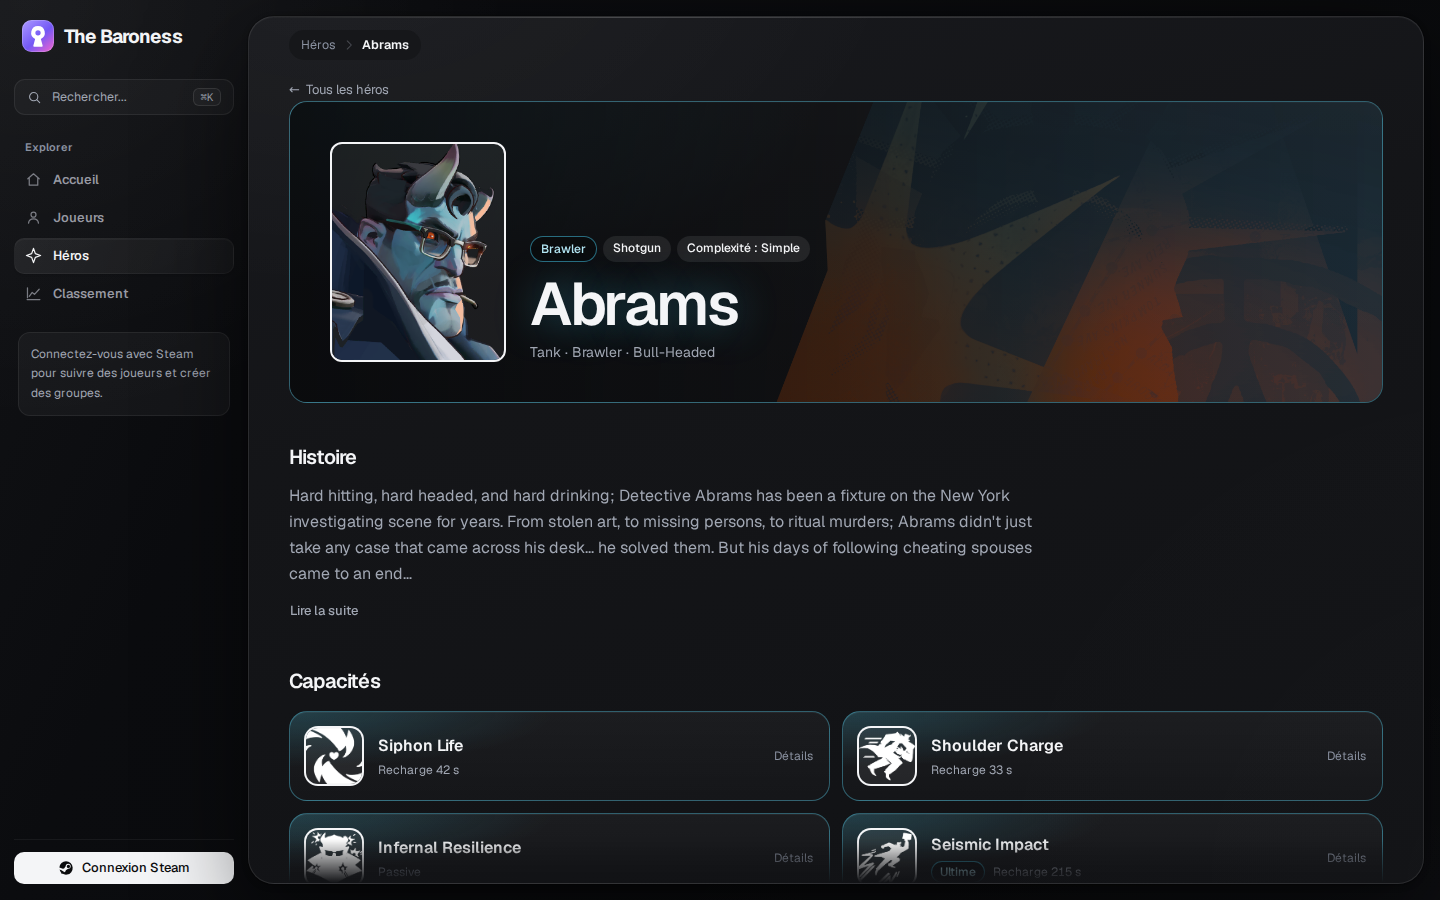 The Baroness
Rechercher...
⌘K
Explorer
Accueil
Joueurs
Héros
Classement
Connectez-vous avec Steam
pour suivre des joueurs et créer
des groupes.
Connexion Steam
Héros
Abrams
← Tous les héros
Brawler
Shotgun
Complexité : Simple
Abrams
Tank · Brawler · Bull-Headed
Histoire
Hard hitting, hard headed, and hard drinking; Detective Abrams has been a fixture on the New York
investigating scene for years. From stolen art, to missing persons, to ritual murders; Abrams didn't just
take any case that came across his desk... he solved them. But his days of following cheating spouses
came to an end...
Lire la suite
Capacités
Siphon Life
Recharge 42 s
Détails
Shoulder Charge
Recharge 33 s
Détails
Infernal Resilience
Passive
Détails
Seismic Impact
Ultime
Recharge 215 s
Détails